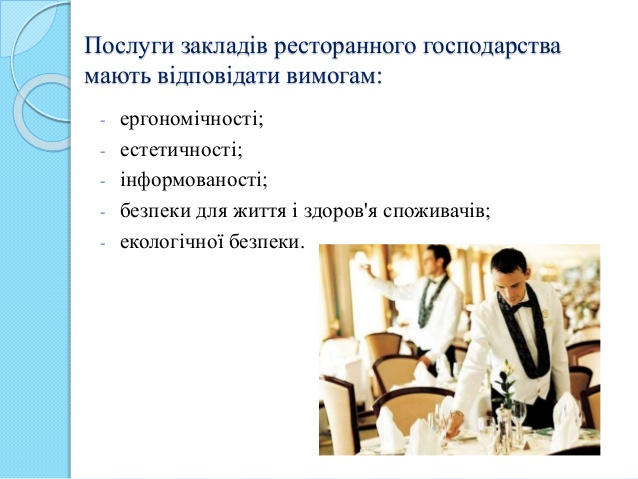 Послуги закладів ресторанного господарства
мають відповідати вимогам:
- ергономічності;
- естетичності;
- інформованості;
- безпеки для життя і здоров'я споживачів;
- екологічної безпеки.